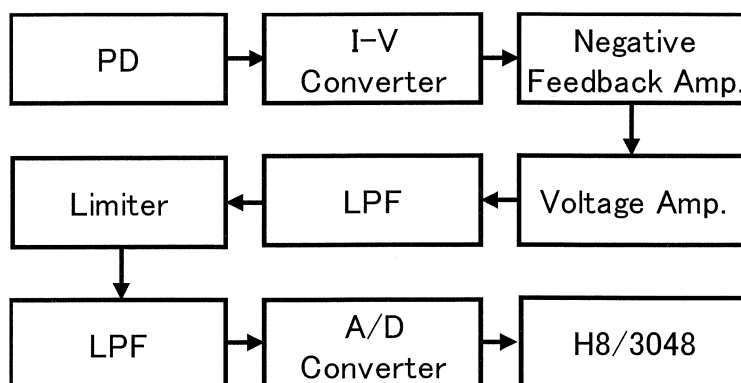 PD
I-V
Converter
Negative
Feedback Amp.
Voltage Amp.
LPF
Limiter
LPF
A/D
Converter
H8/3048